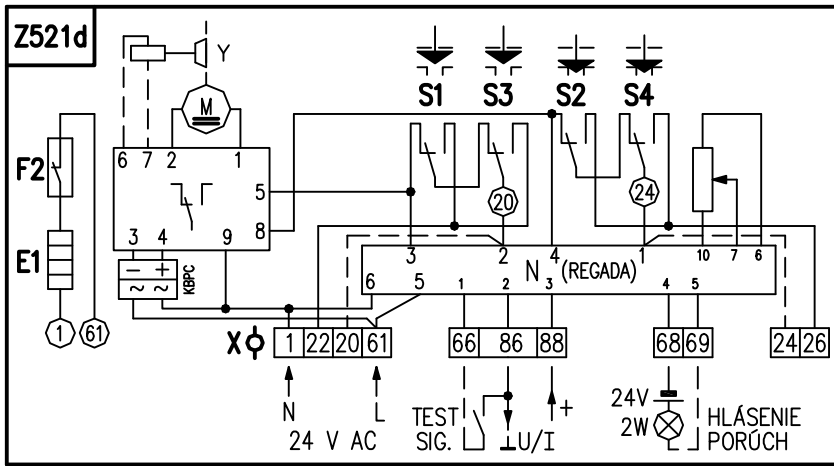 Z521d
Y
M
S1 S3 S2 S4
6 7 2 1
5
8
3 4 9
F2
E1
− +
~ ~
KBPC
20
24
3 2 4 1 10 7 6
N (REGADA)
6 5 1 2 3 4 5
1 61
X 1 22 20 61 66 86 88 68 69 24 26
N L
24 V AC
TEST
SIG.
U/I
+
24V
2W
HLÁSENIE
PORÚCH